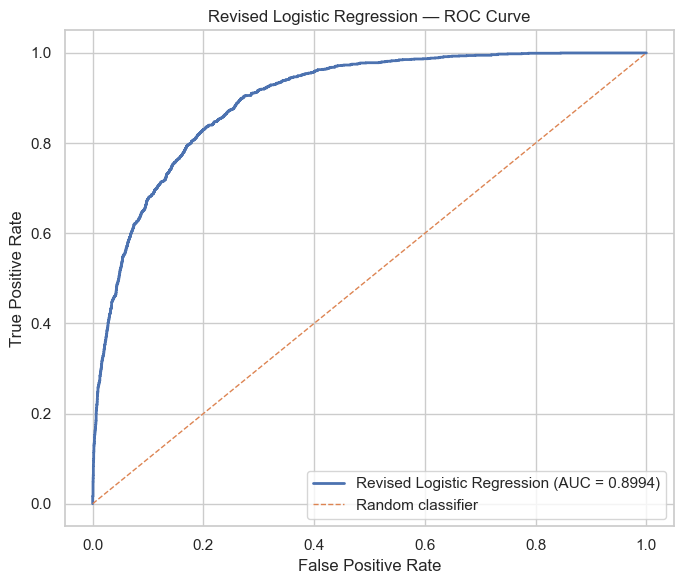 Revised Logistic Regression — ROC Curve
True Positive Rate
1.0
0.8
0.6
0.4
0.2
0.0
Revised Logistic Regression (AUC = 0.8994)
Random classifier
0.0 0.2 0.4 0.6 0.8 1.0
False Positive Rate